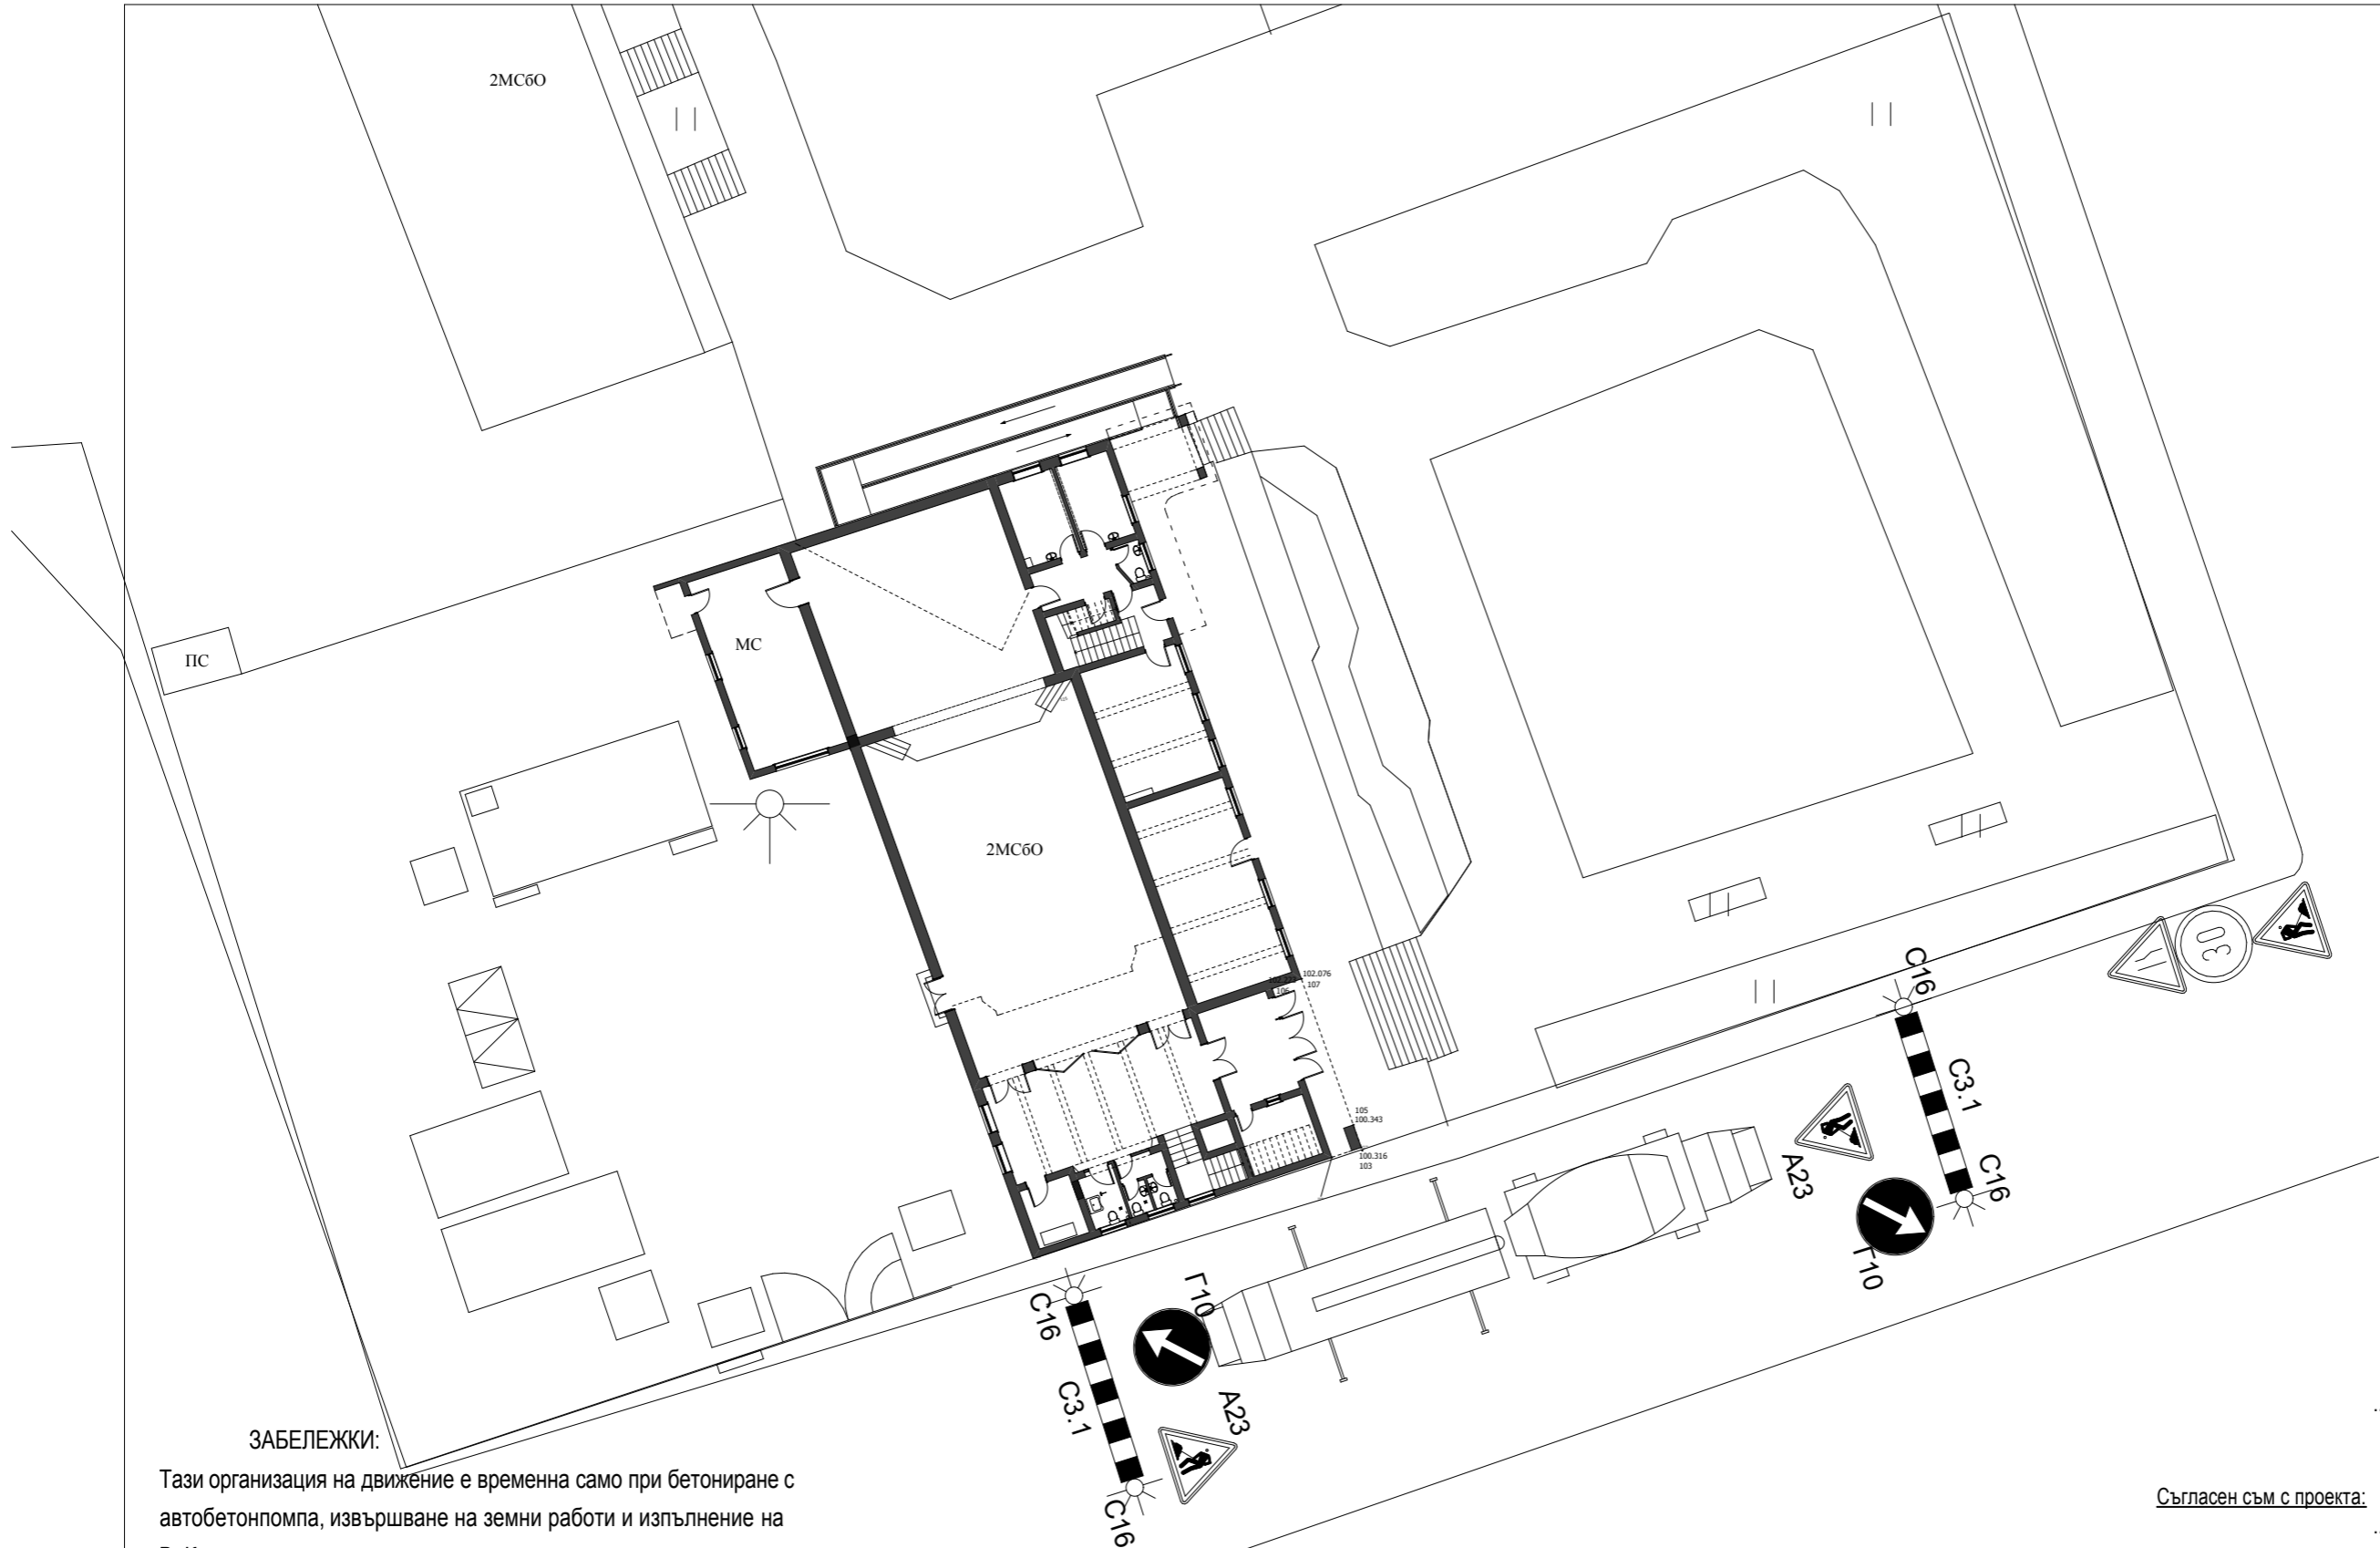 2МСбО
ПС
МС
2МСбО
102.076
107
106
105
100.343
100.316
103
30
С16
С3.1
С16
А23
Г10
С16
Г10
С3.1
А23
С16
ЗАБЕЛЕЖКИ:
Тази организация на движение е временна само при бетониране с
автобетонпомпа, извършване на земни работи и изпълнение на
Съгласен съм с проекта: